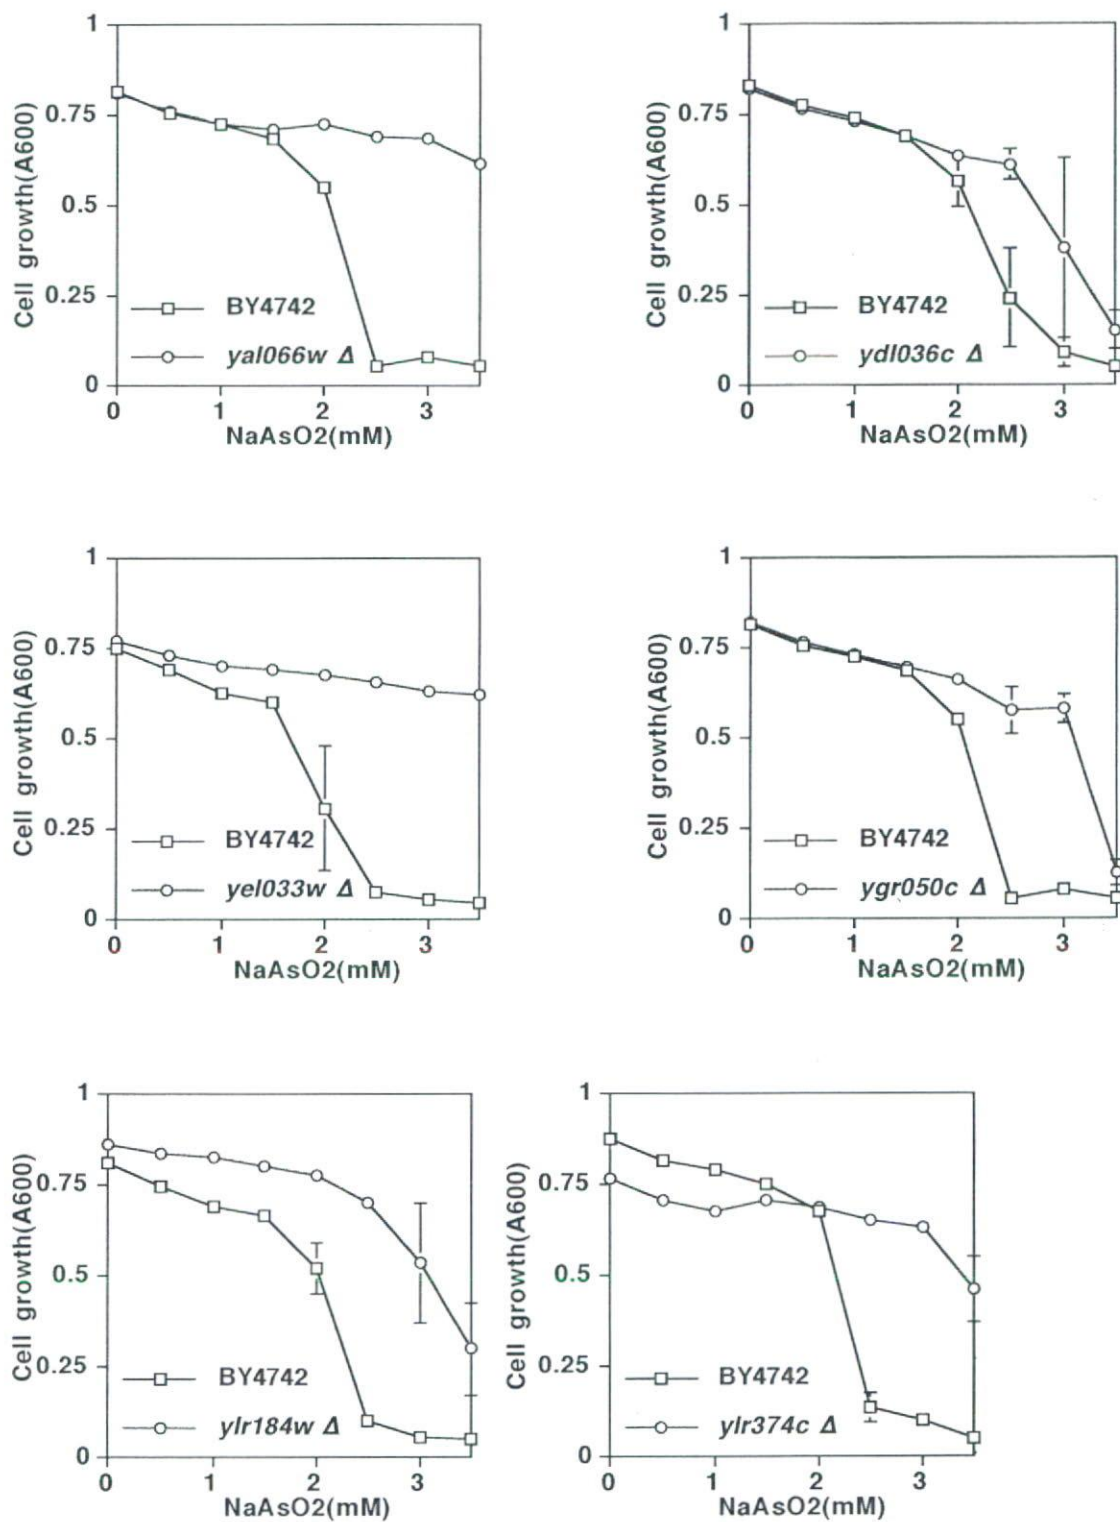 1
0.75
0.5
0.25
0
Cell growth(A600)
BY4742
yal066w Δ
0 1 2 3
NaAsO2(mM)
1
0.75
0.5
0.25
0
Cell growth(A600)
BY4742
ydl036c Δ
0 1 2 3
NaAsO2(mM)
1
0.75
0.5
0.25
0
Cell growth(A600)
BY4742
yel033w Δ
0 1 2 3
NaAsO2(mM)
1
0.75
0.5
0.25
0
Cell growth(A600)
BY4742
ygr050c Δ
0 1 2 3
NaAsO2(mM)
1
0.75
0.5
0.25
0
Cell growth(A600)
BY4742
ylr184w Δ
0 1 2 3
NaAsO2(mM)
1
0.75
0.5
0.25
0
Cell growth(A600)
BY4742
ylr374c Δ
0 1 2 3
NaAsO2(mM)